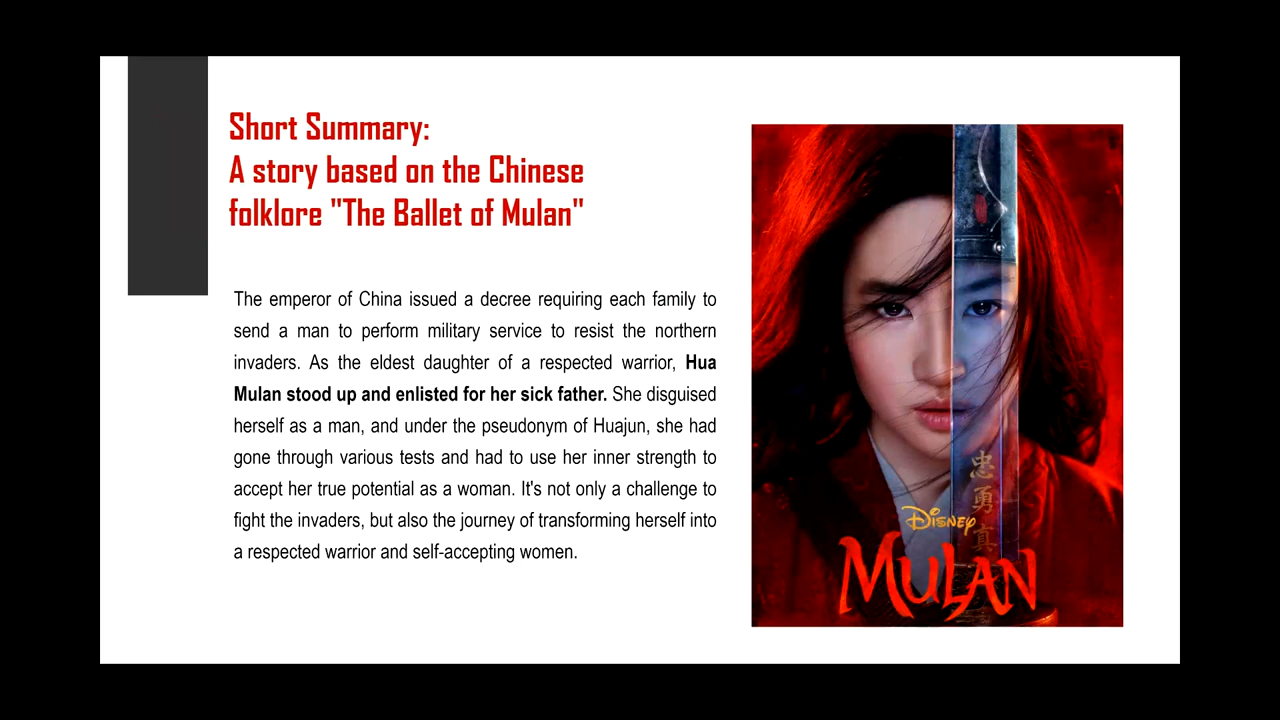 Short Summary:
A story based on the Chinese
folklore "The Ballet of Mulan"
The emperor of China issued a decree requiring each family to
send a man to perform military service to resist the northern
invaders. As the eldest daughter of a respected warrior, Hua
Mulan stood up and enlisted for her sick father. She disguised
herself as a man, and under the pseudonym of Huajun, she had
gone through various tests and had to use her inner strength to
accept her true potential as a woman. It's not only a challenge to
fight the invaders, but also the journey of transforming herself into
a respected warrior and self-accepting women.
忠
勇
真
Disney
MULAN